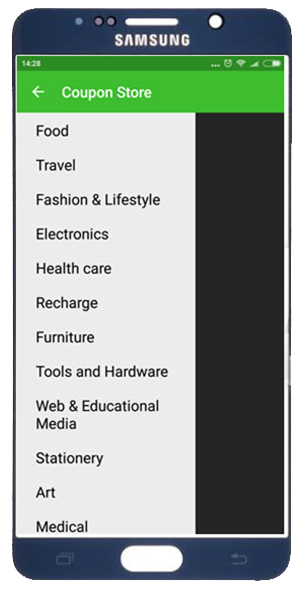 SAMSUNG
14:28
Coupon Store
Food
Travel
Fashion & Lifestyle
Electronics
Health care
Recharge
Furniture
Tools and Hardware
Web & Educational
Media
Stationery
Art
Medical